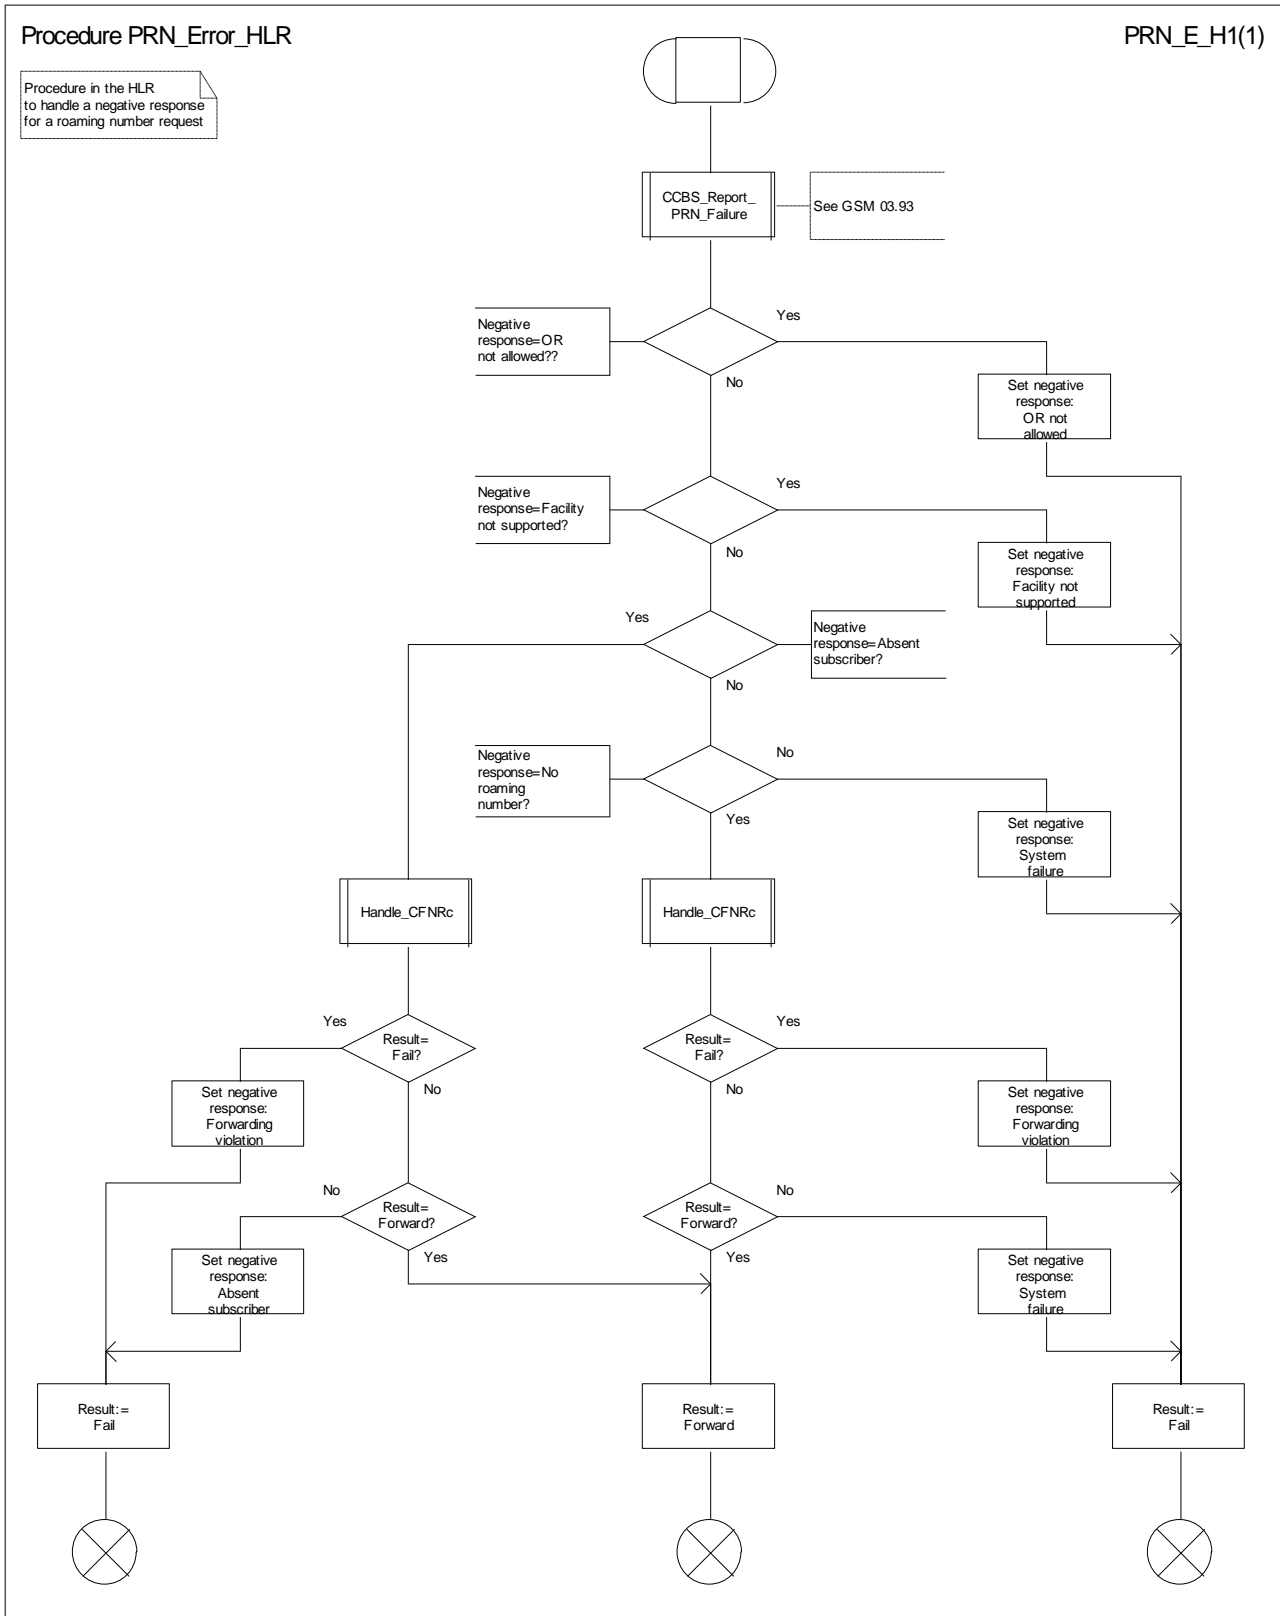 Procedure PRN_Error_HLR
PRN_E_H1(1)
Procedure in the HLR
to handle a negative response
for a roaming number request
CCBS_Report_
PRN_Failure
See GSM 03.93
Negative
response=OR
not allowed??
Yes
No
Set negative
response:
OR not
allowed
Negative
response=Facility
not supported?
Yes
No
Set negative
response:
Facility not
supported
Yes
Negative
response=Absent
subscriber?
No
Negative
response=No
roaming
number?
No
Yes
Set negative
response:
System
failure
Handle_CFNRc
Handle_CFNRc
Yes
Result=
Fail?
No
Result=
Fail?
Yes
No
Set negative
response:
Forwarding
violation
Set negative
response:
Forwarding
violation
No
Result=
Forward?
Yes
Result=
Forward?
No
Yes
Set negative
response:
Absent
subscriber
Set negative
response:
System
failure
Result:=
Fail
Result:=
Forward
Result:=
Fail